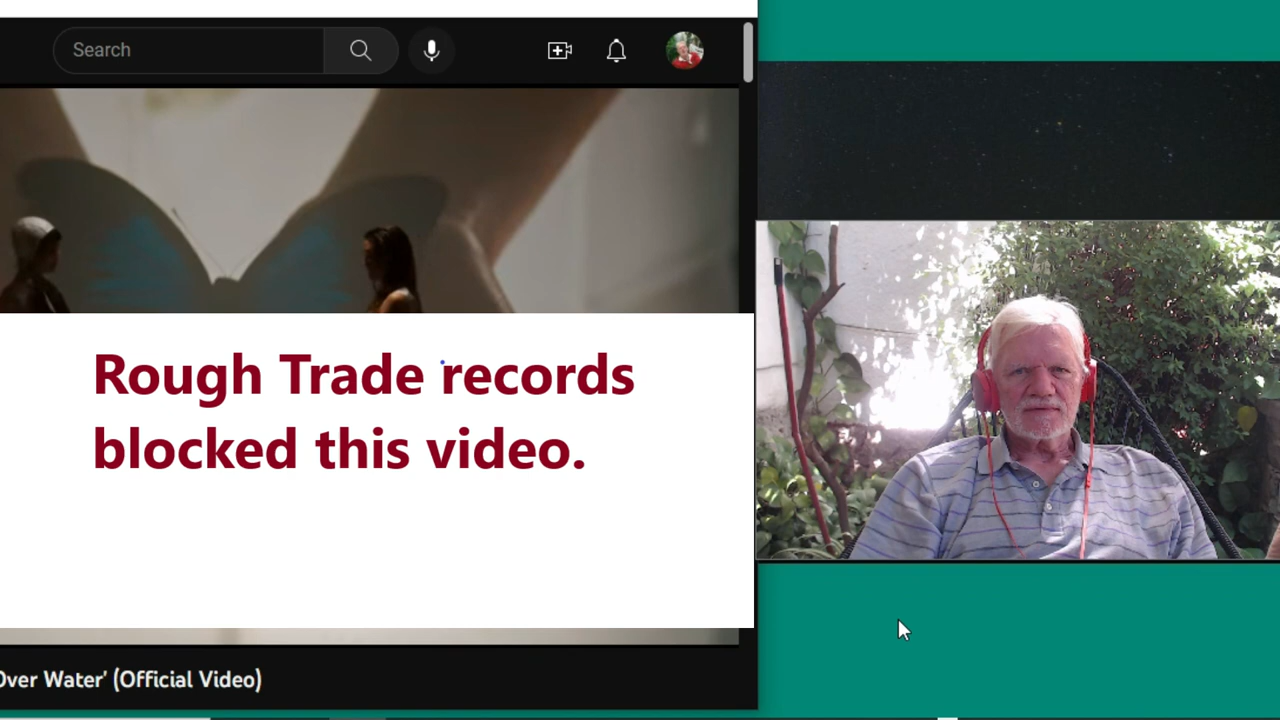 Search
Rough Trade records
blocked this video.
Over Water' (Official Video)